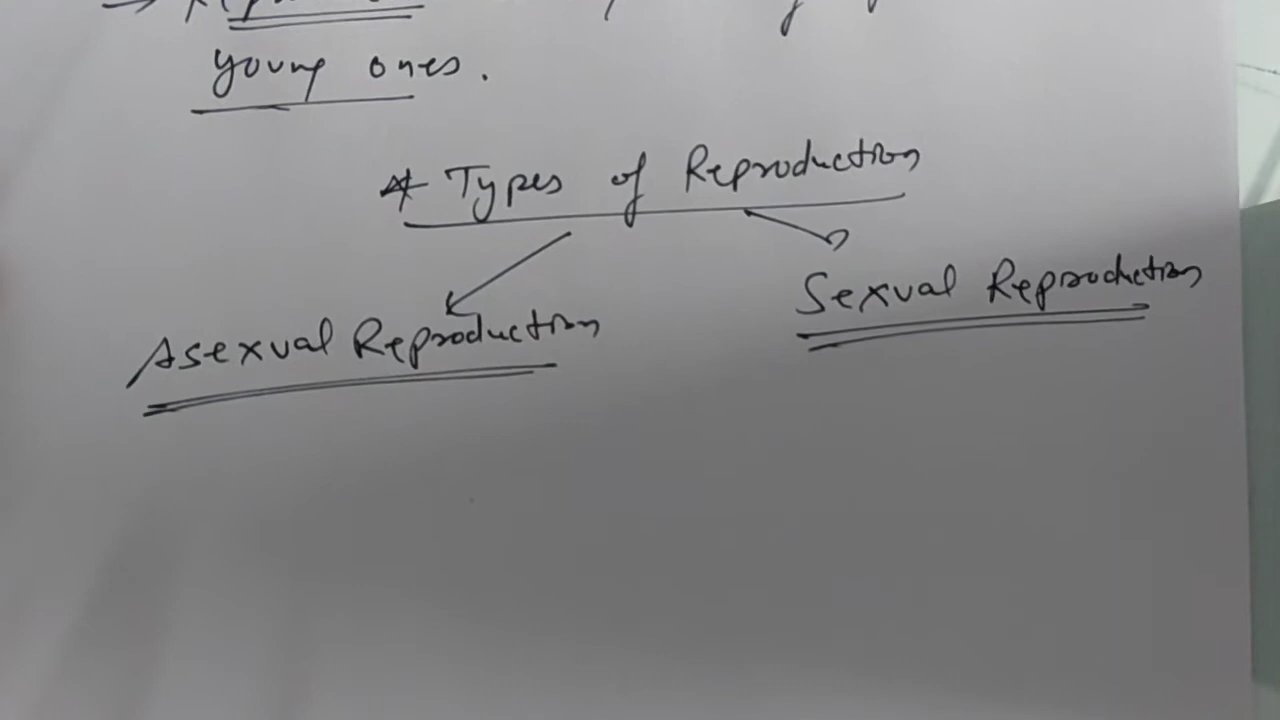 young ones.
* Types of Reproduction
Asexual Reproduction
Sexual Reproduction